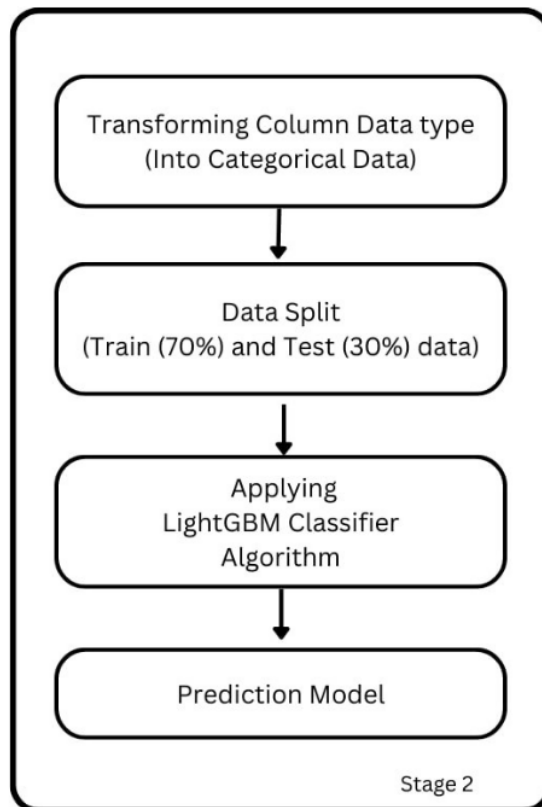 Transforming Column Data type
(Into Categorical Data)
Data Split
(Train (70%) and Test (30%) data)
Applying
LightGBM Classifier
Algorithm
Prediction Model
Stage 2